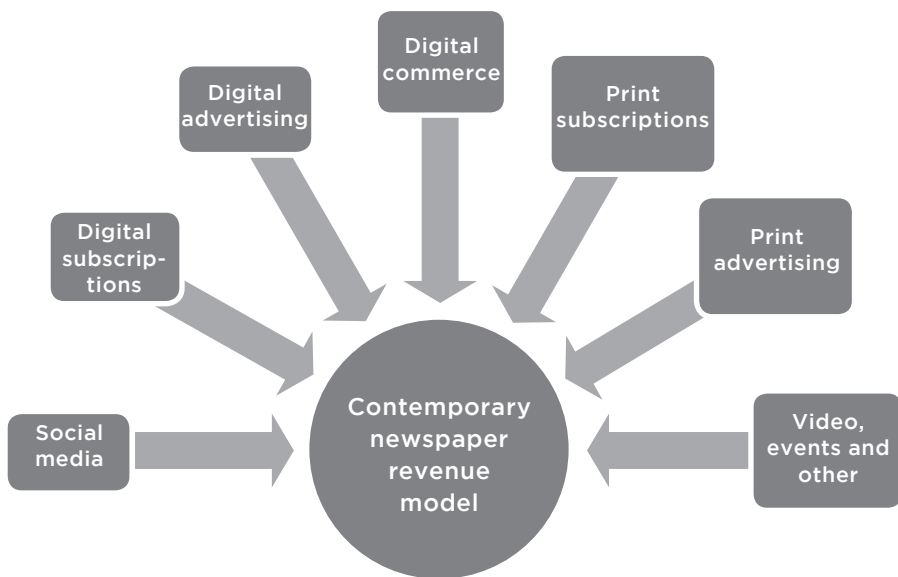 Digital
commerce
Digital
advertising
Print
subscriptions
Digital
subscrip-
tions
Print
advertising
Social
media
Contemporary
newspaper
revenue
model
Video,
events and
other